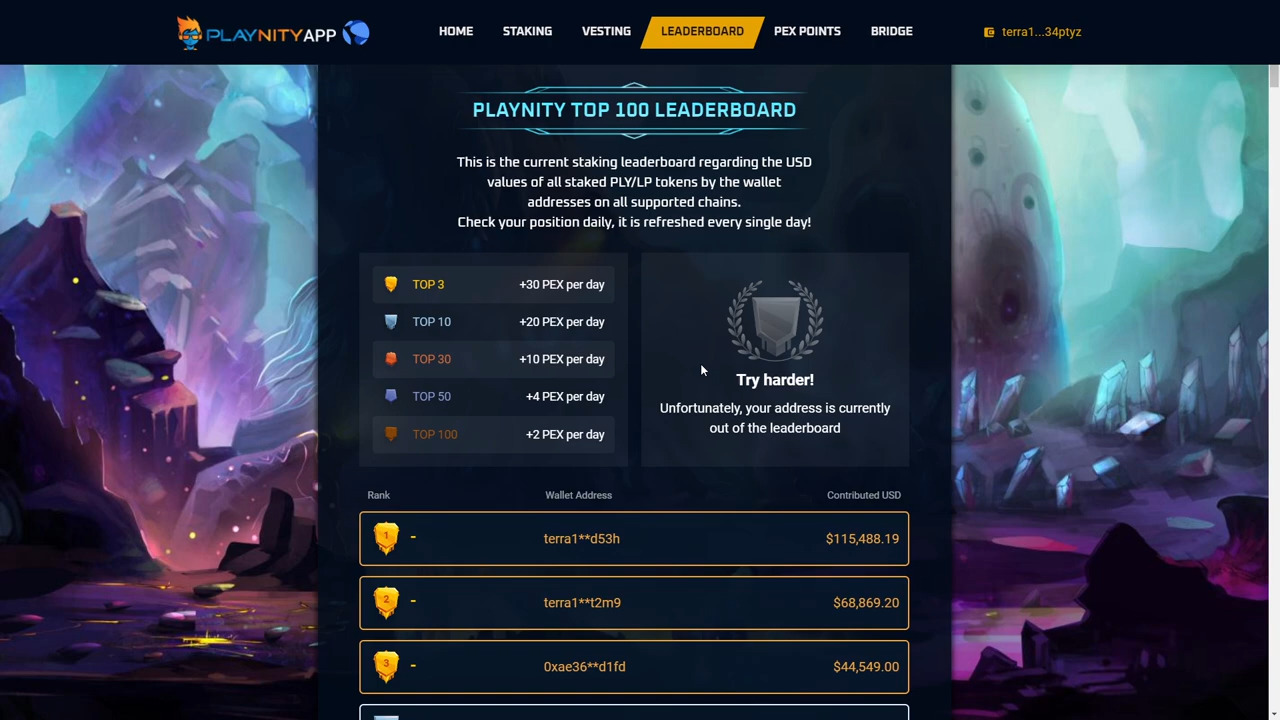 PLAYNITYAPP
HOME
STAKING
VESTING
LEADERBOARD
PEX POINTS
BRIDGE
terra1...34ptyz
PLAYNITY TOP 100 LEADERBOARD
This is the current staking leaderboard regarding the USD
values of all staked PLY/LP tokens by the wallet
addresses on all supported chains.
Check your position daily, it is refreshed every single day!
TOP 3 +30 PEX per day
TOP 10 +20 PEX per day
TOP 30 +10 PEX per day
TOP 50 +4 PEX per day
TOP 100 +2 PEX per day
Try harder!
Unfortunately, your address is currently
out of the leaderboard
Rank Wallet Address Contributed USD
1 - terra1**d53h $115,488.19
2 - terra1**t2m9 $68,869.20
3 - 0xae36**d1fd $44,549.00